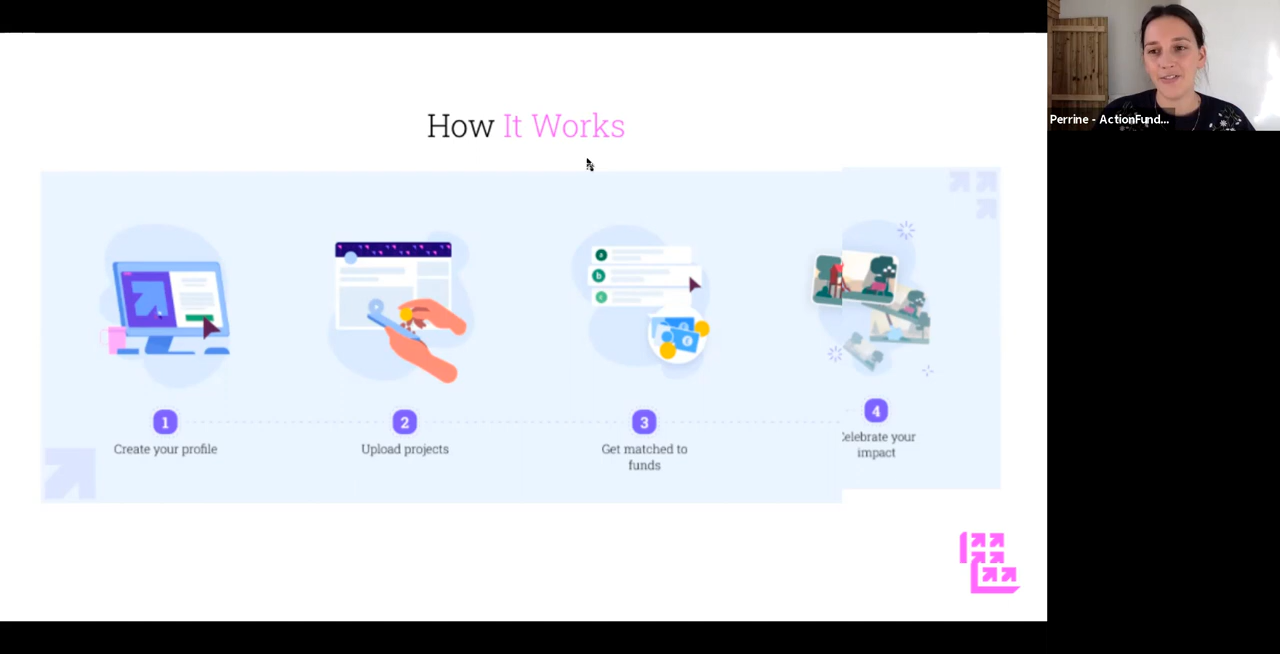 How It Works
Perrine - ActionFund...
a
b
c
1
Create your profile
2
Upload projects
3
Get matched to
funds
4
elebrate your
impact